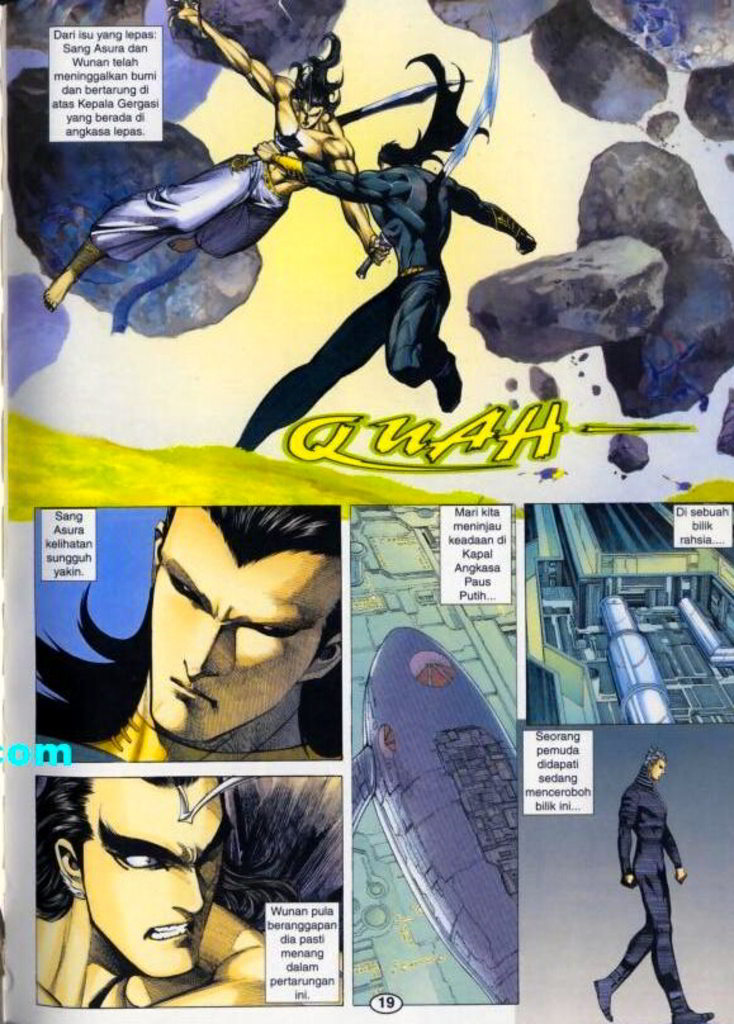 Dari isu yang lepas:
Sang Asura dan
Wunan telah
meninggalkan bumi
dan bertarung di
atas Kepala Gergasi
yang berada di
angkasa lepas.
QUAH
Sang
Asura
kelihatan
sungguh
yakin.
Wunan pula
beranggapan
dia pasti
menang
dalam
pertarungan
ini.
Mari kita
meninjau
keadaan di
Kapal
Angkasa
Paus
Putih...
Di sebuah
bilik
rahsia....
Seorang
pemuda
didapati
sedang
menceroboh
bilik ini...
com
19